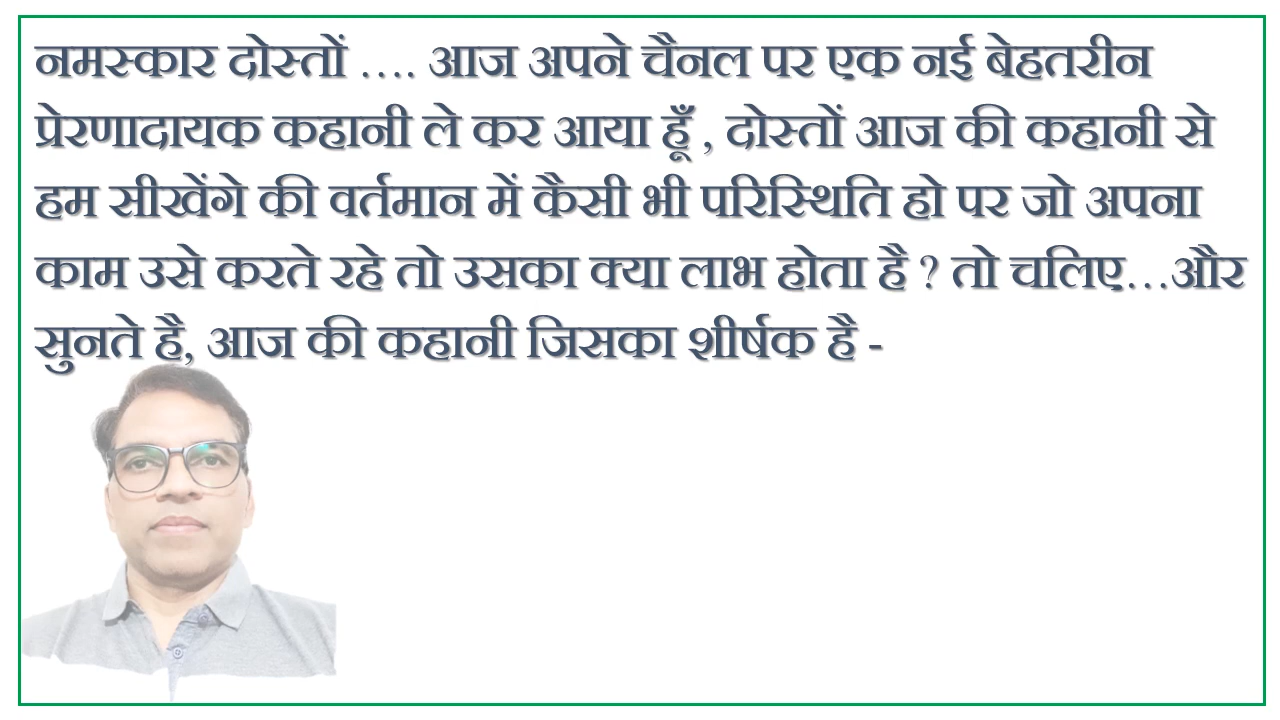 नमस्कार दोस्तों .... आज अपने चैनल पर एक नई बेहतरीन
प्रेरणादायक कहानी ले कर आया हूँ , दोस्तों आज की कहानी से
हम सीखेंगे की वर्तमान में कैसी भी परिस्थिति हो पर जो अपना
काम उसे करते रहे तो उसका क्या लाभ होता है ? तो चलिए...और
सुनते है, आज की कहानी जिसका शीर्षक है -